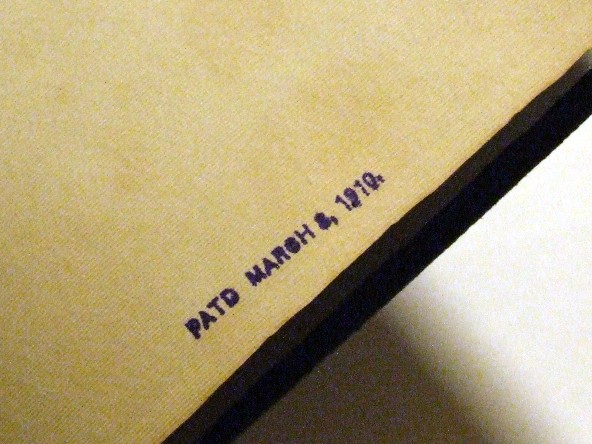 PATD MARCH 8, 1910.